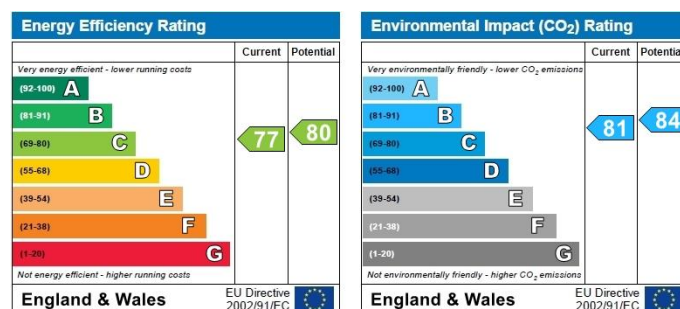 Energy Efficiency Rating
Current Potential
Very energy efficient - lower running costs
(92-100) A
(81-91) B
(69-80) C
(55-68) D
(39-54) E
(21-38) F
(1-20) G
77
80
Not energy efficient - higher running costs
England & Wales
EU Directive
2002/91/EC
Environmental Impact (CO₂) Rating
Current Potential
Very environmentally friendly - lower CO₂ emissions
(92-100) A
(81-91) B
(69-80) C
(55-68) D
(39-54) E
(21-38) F
(1-20) G
81
84
Not environmentally friendly - higher CO₂ emissions
England & Wales
EU Directive
2002/91/EC